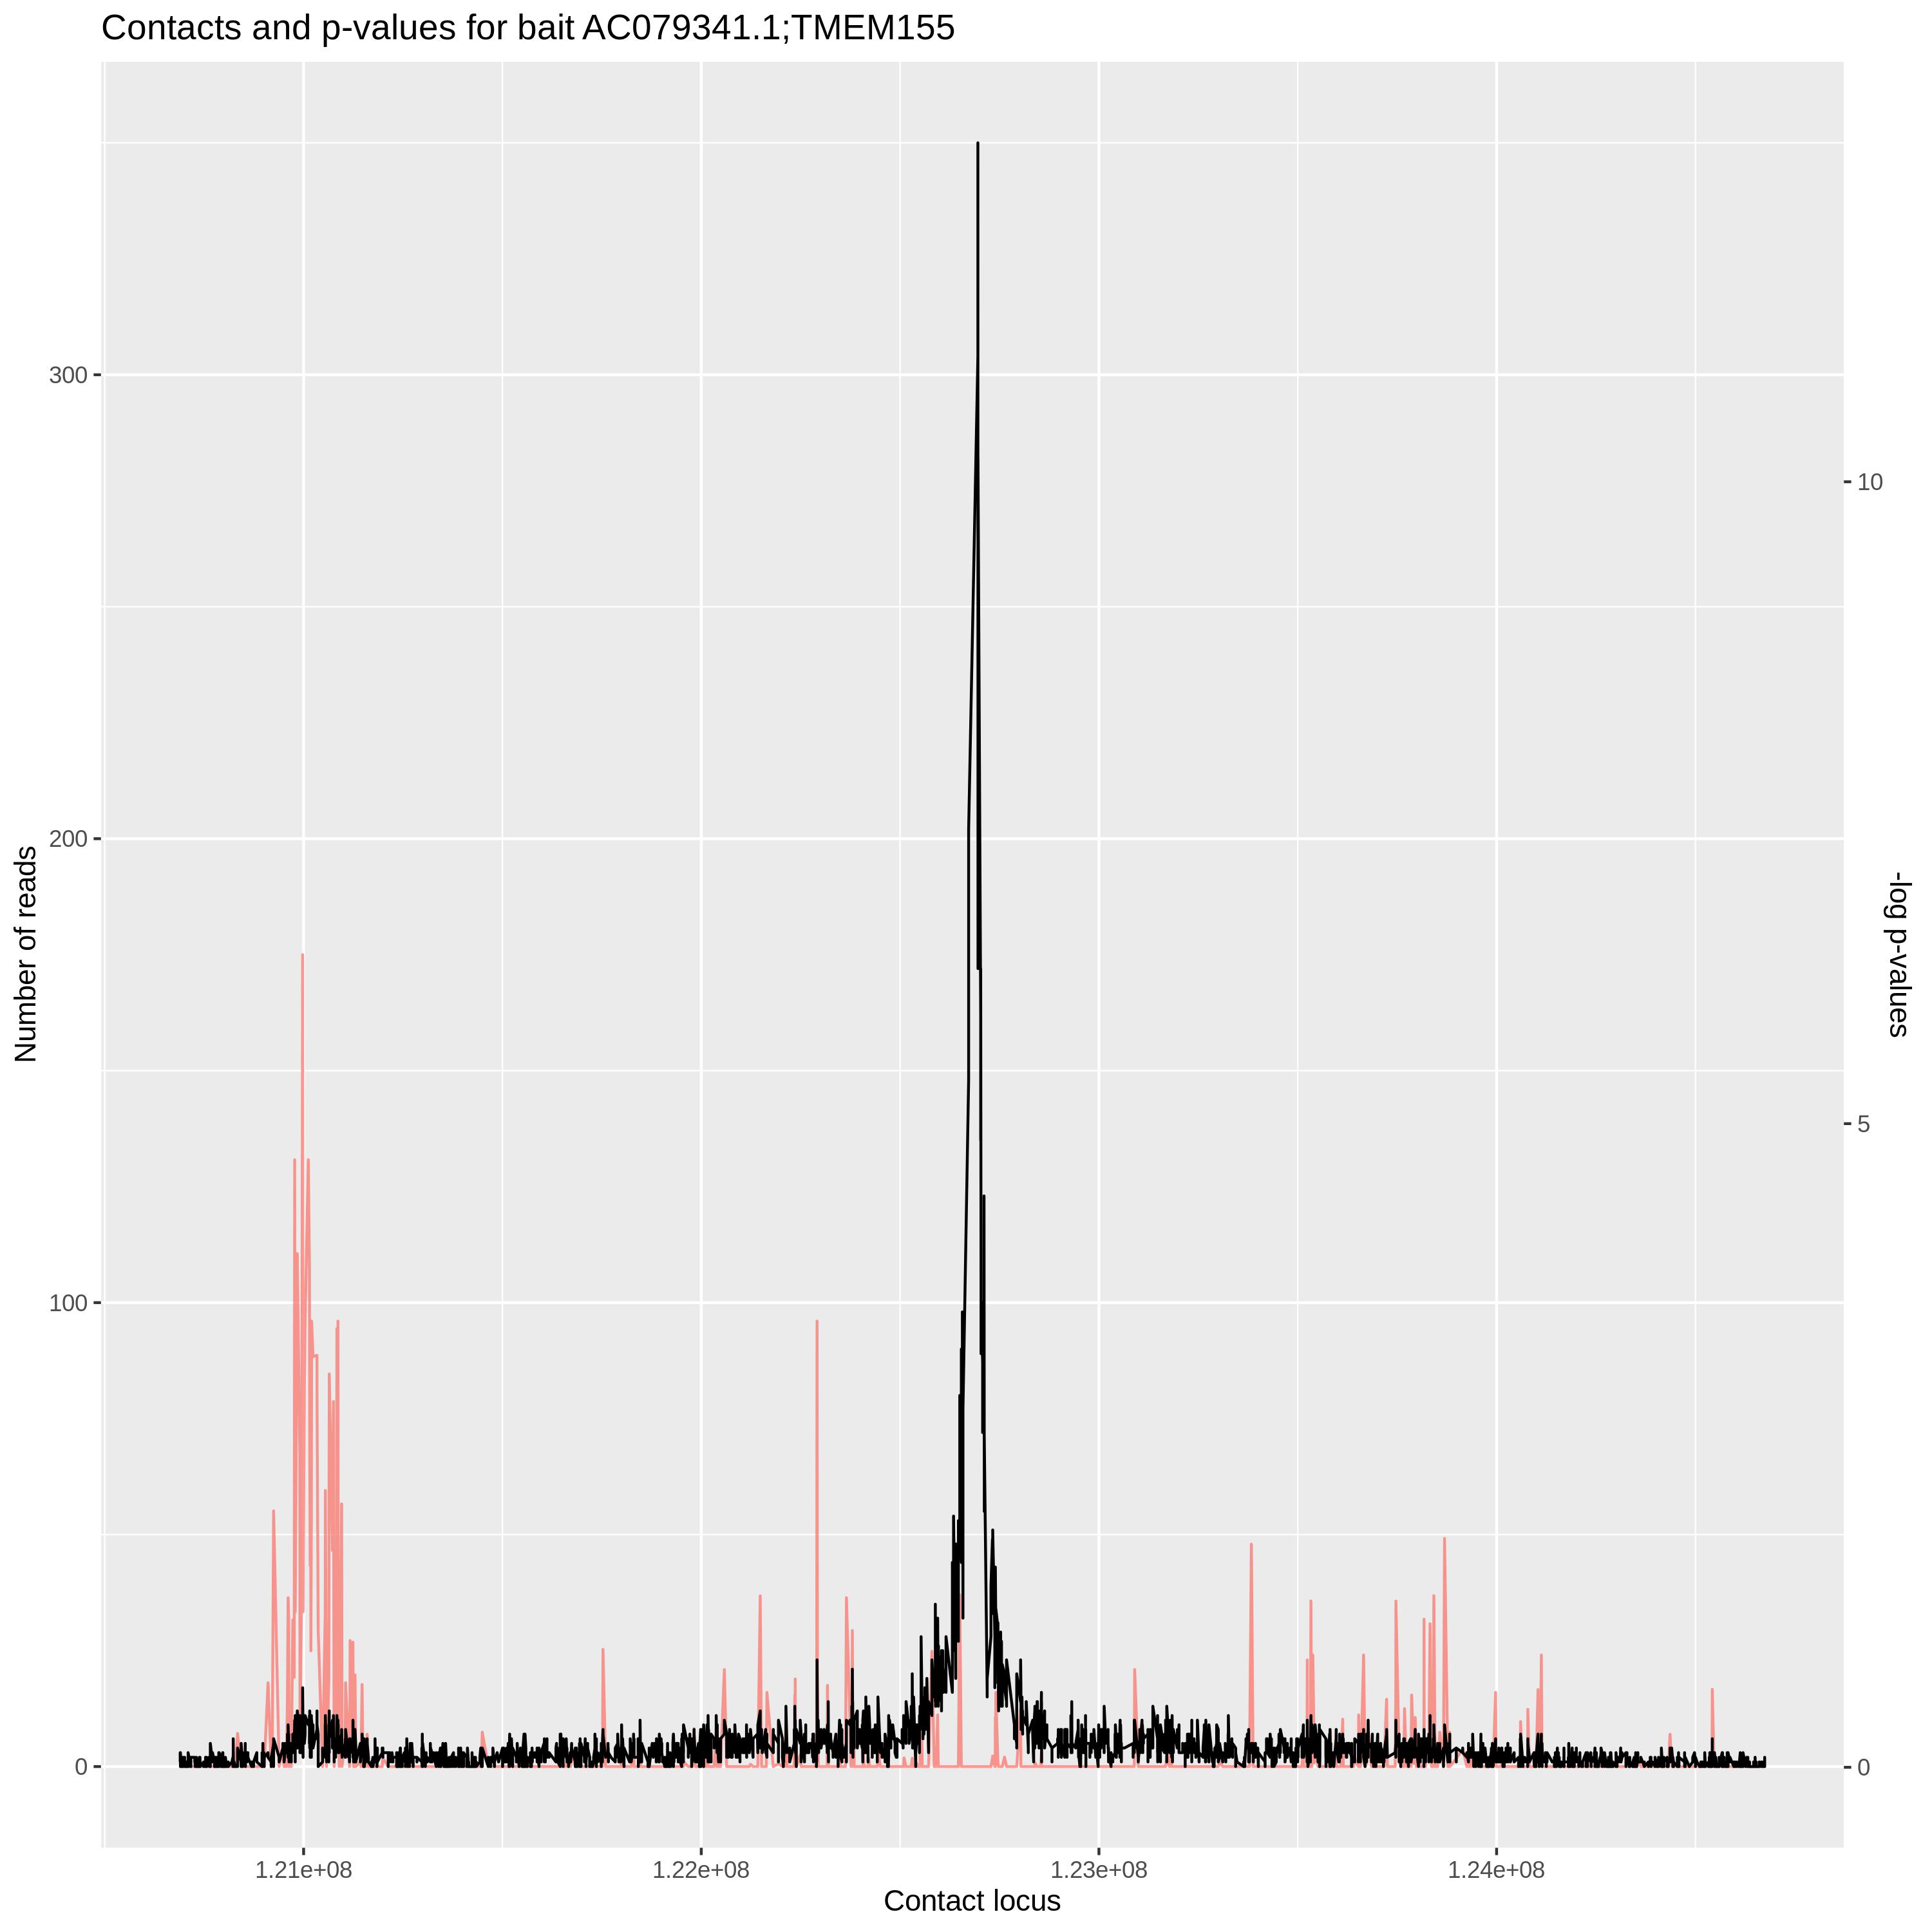 Contacts and p-values for bait AC079341.1;TMEM155
300
200
100
0
Number of reads
10
5
0
-log p-values
1.21e+08 1.22e+08 1.23e+08 1.24e+08
Contact locus